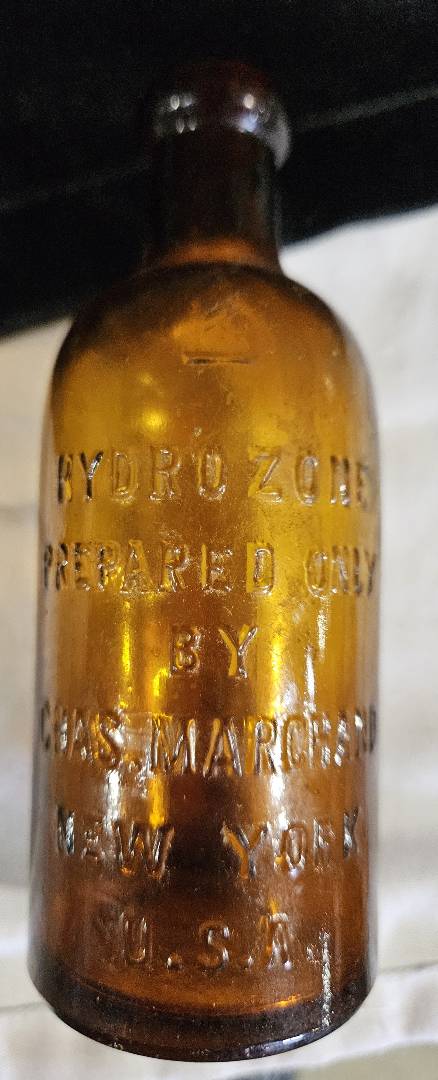 HYDROZONE
PREPARED ONLY
BY
CHAS. MARCHAND
NEW YORK
U.S.A.